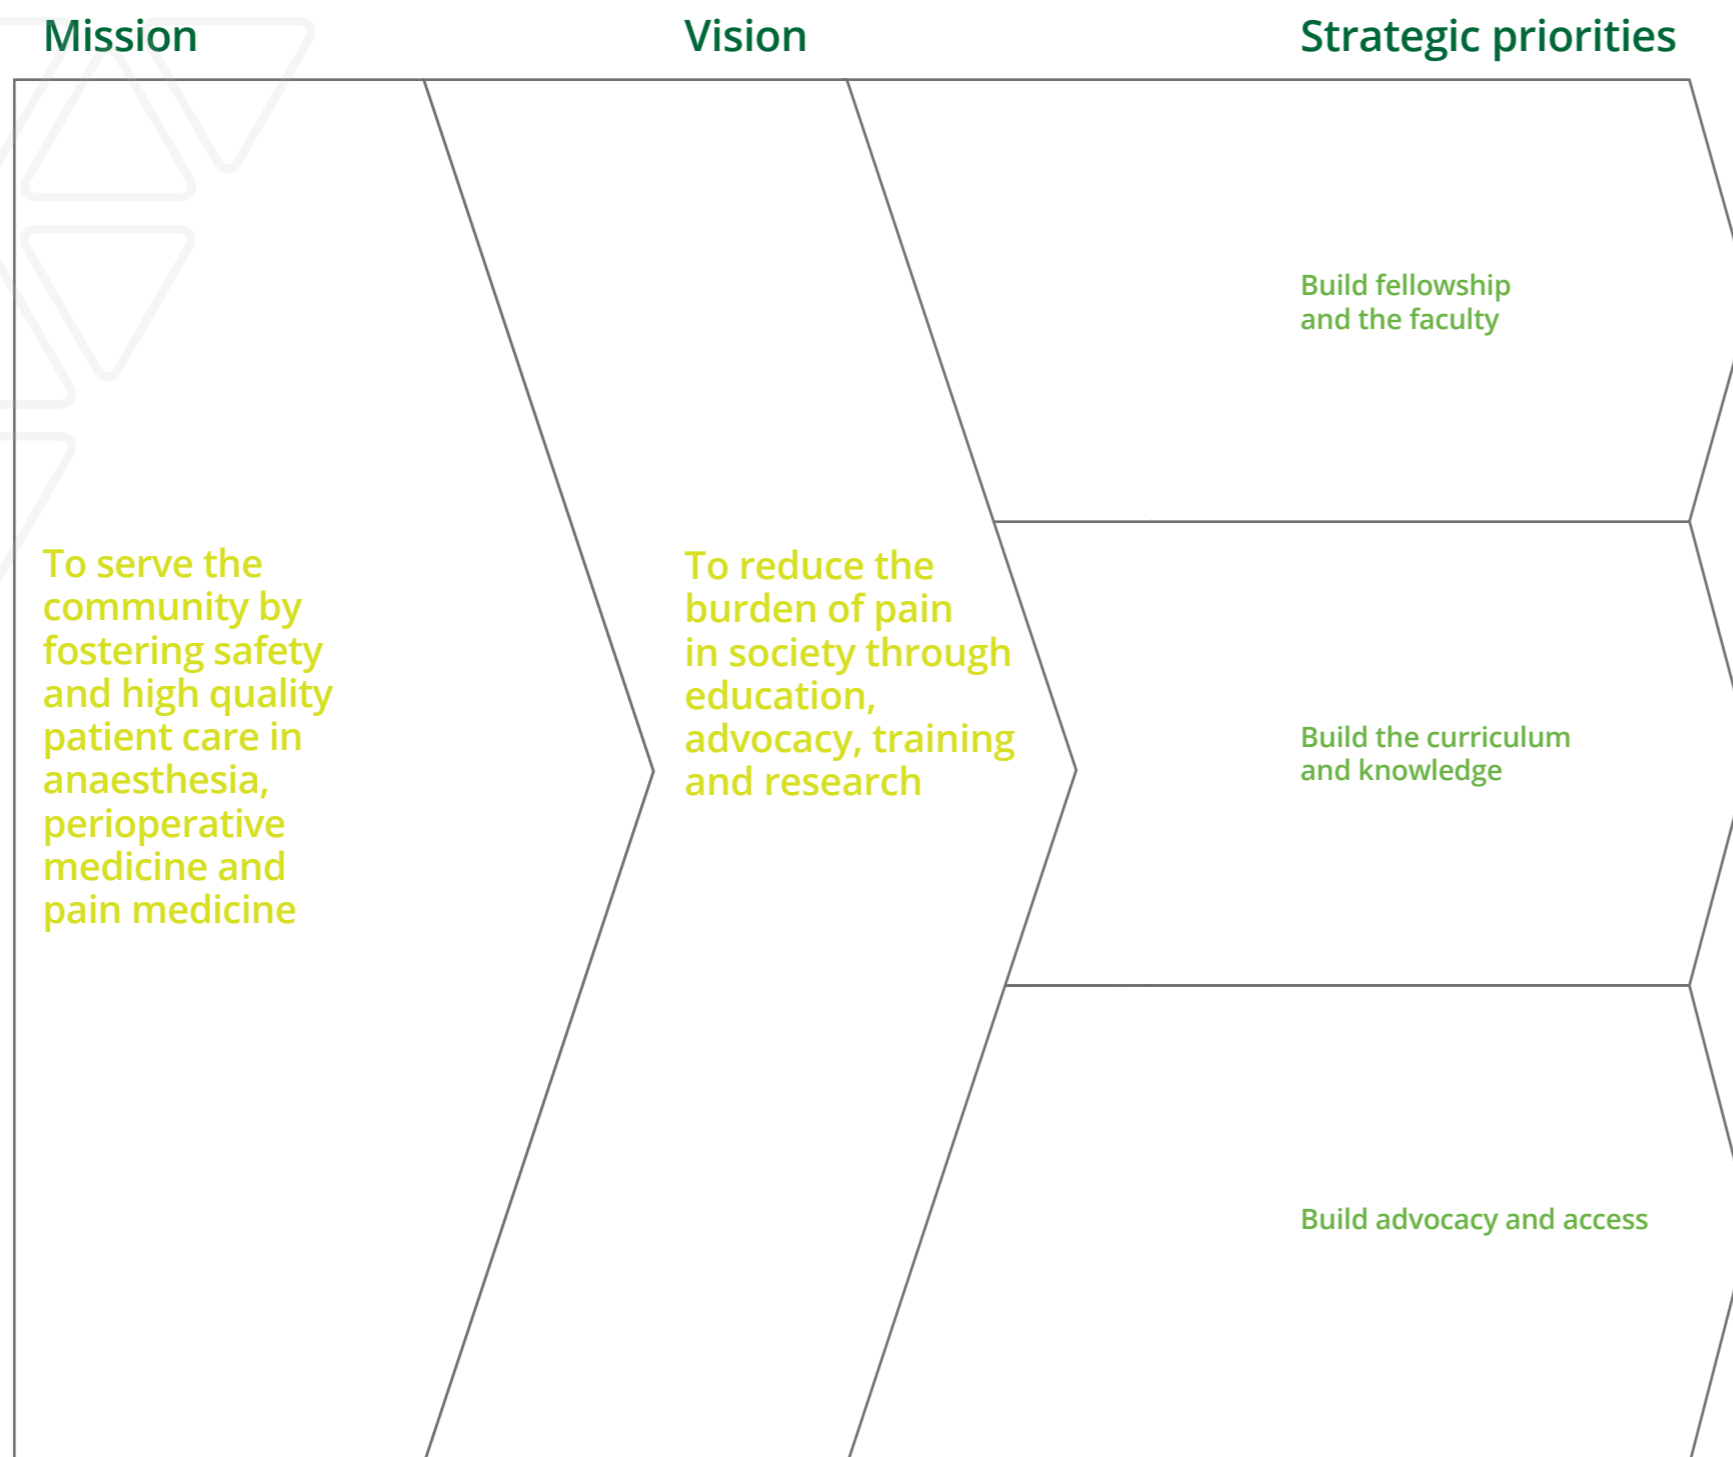 Mission
To serve the
community by
fostering safety
and high quality
patient care in
anaesthesia,
perioperative
medicine and
pain medicine
Vision
To reduce the
burden of pain
in society through
education,
advocacy, training
and research
Strategic priorities
Build fellowship
and the faculty
Build the curriculum
and knowledge
Build advocacy and access